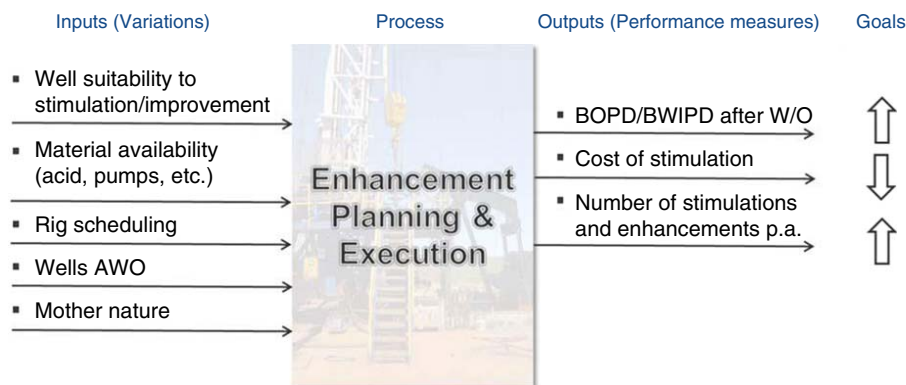 Inputs (Variations)
Process
Outputs (Performance measures)
Goals
▪ Well suitability to
stimulation/improvement
▪ Material availability
(acid, pumps, etc.)
▪ Rig scheduling
▪ Wells AWO
▪ Mother nature
Enhancement
Planning &
Execution
▪ BOPD/BWIPD after W/O
▪ Cost of stimulation
▪ Number of stimulations
and enhancements p.a.